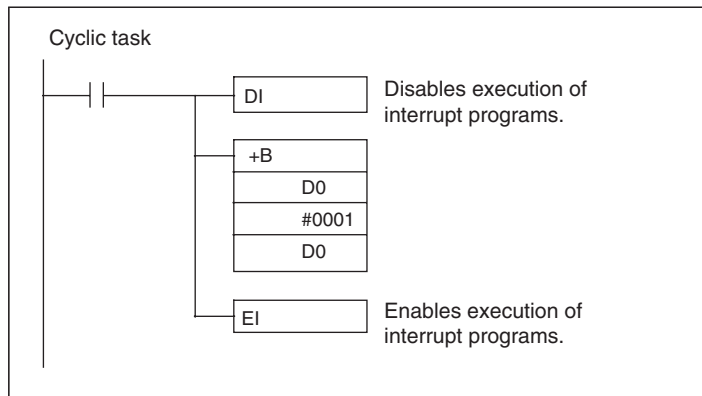 Cyclic task
DI
Disables execution of
interrupt programs.
+B
D0
#0001
D0
EI
Enables execution of
interrupt programs.